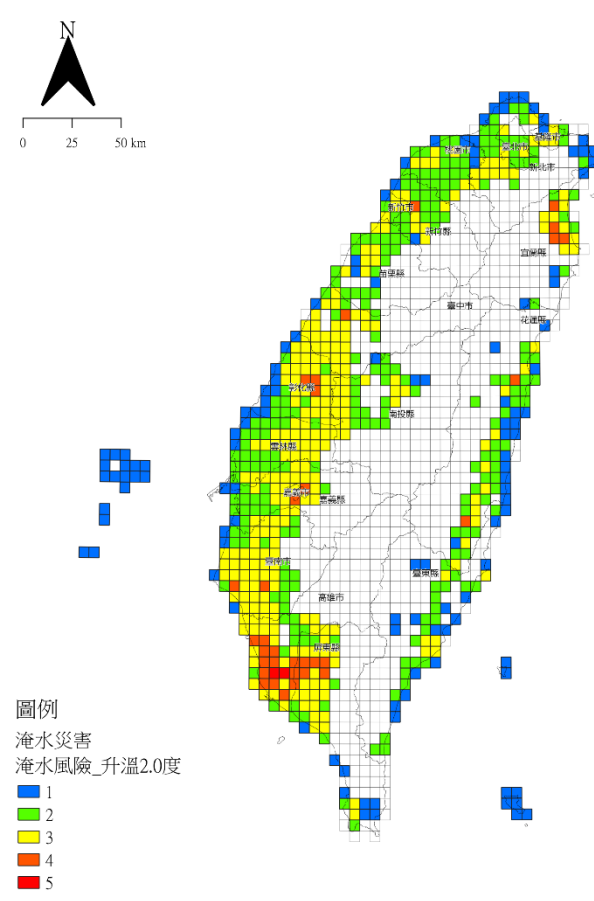 N
0 25 50 km
基隆市
桃園市
臺北市
新北市
新竹市
新竹縣
宜蘭縣
苗栗縣
臺中市
花蓮縣
彰化縣
南投縣
雲林縣
嘉義市
嘉義縣
臺南市
臺東縣
高雄市
屏東縣
圖例
淹水災害
淹水風險_升溫2.0度
1
2
3
4
5